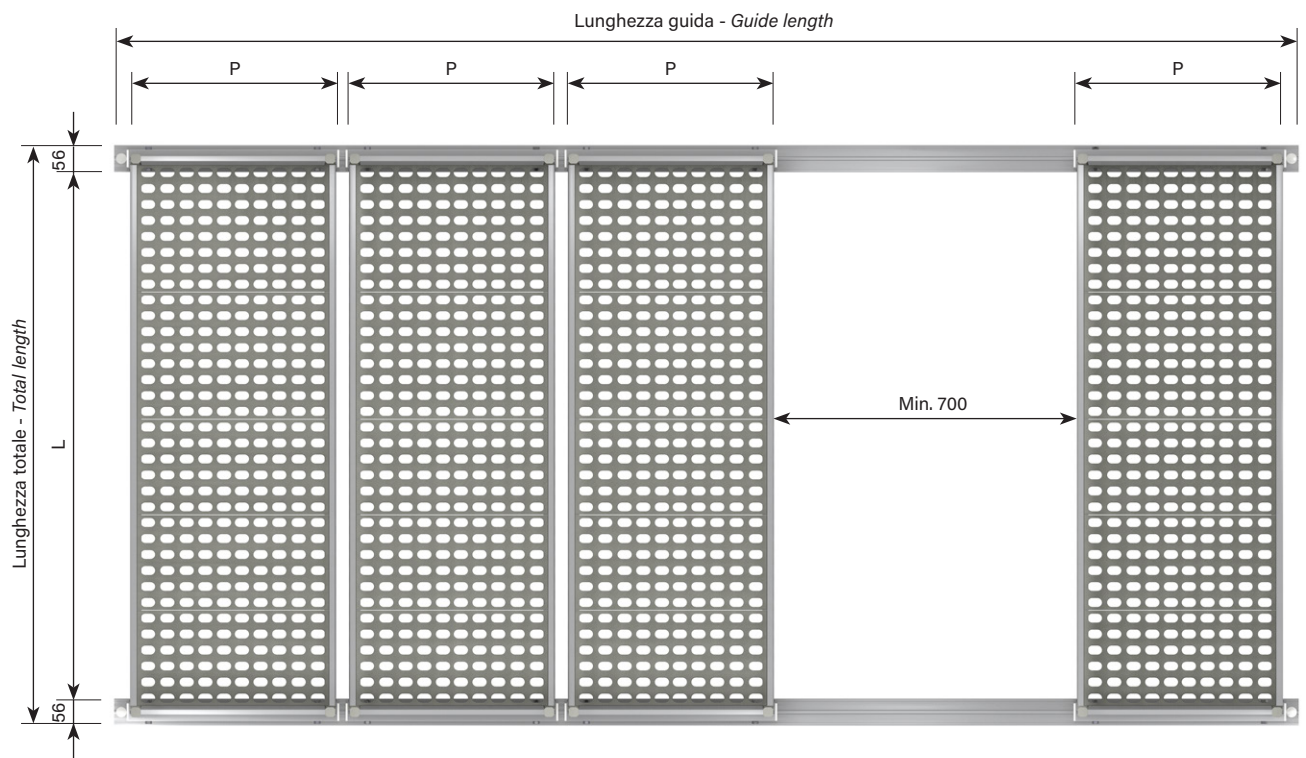 Lunghezza guida - Guide length
P
P
P
P
56
Lunghezza totale - Total length
L
Min. 700
56